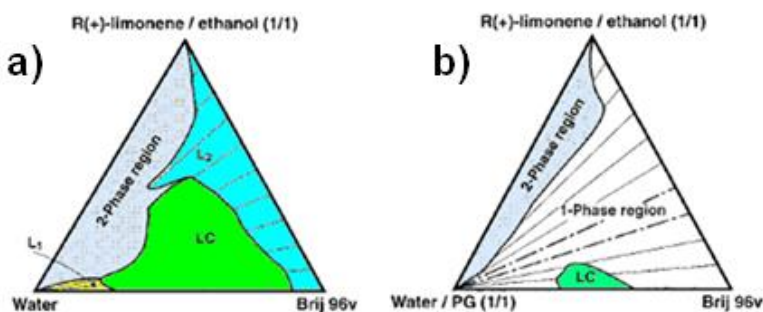 R(+)-limonene / ethanol (1/1)
a)
2-Phase region
L2
LC
L1
Water
Brij 96v
R(+)-limonene / ethanol (1/1)
b)
2-Phase region
1-Phase region
LC
Water / PG (1/1)
Brij 96v